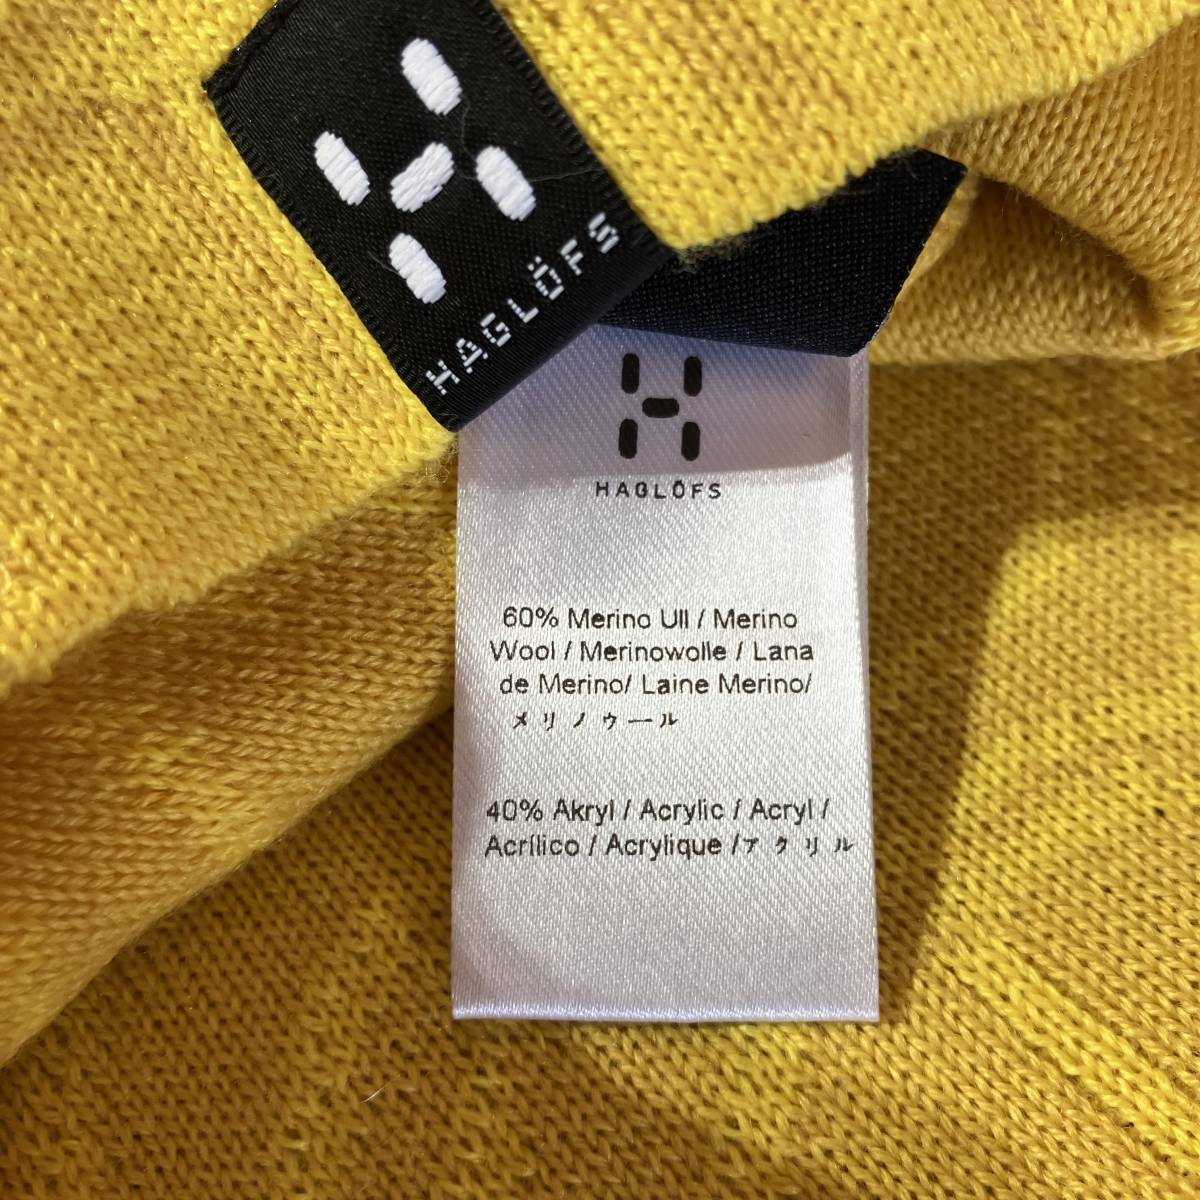 HAGLÖFS
HAGLÖFS
60% Merino Ull / Merino
Wool / Merinowolle / Lana
de Merino/ Laine Merino/
メリノウール
40% Akryl / Acrylic / Acryl /
Acrílico / Acrylique /アクリル